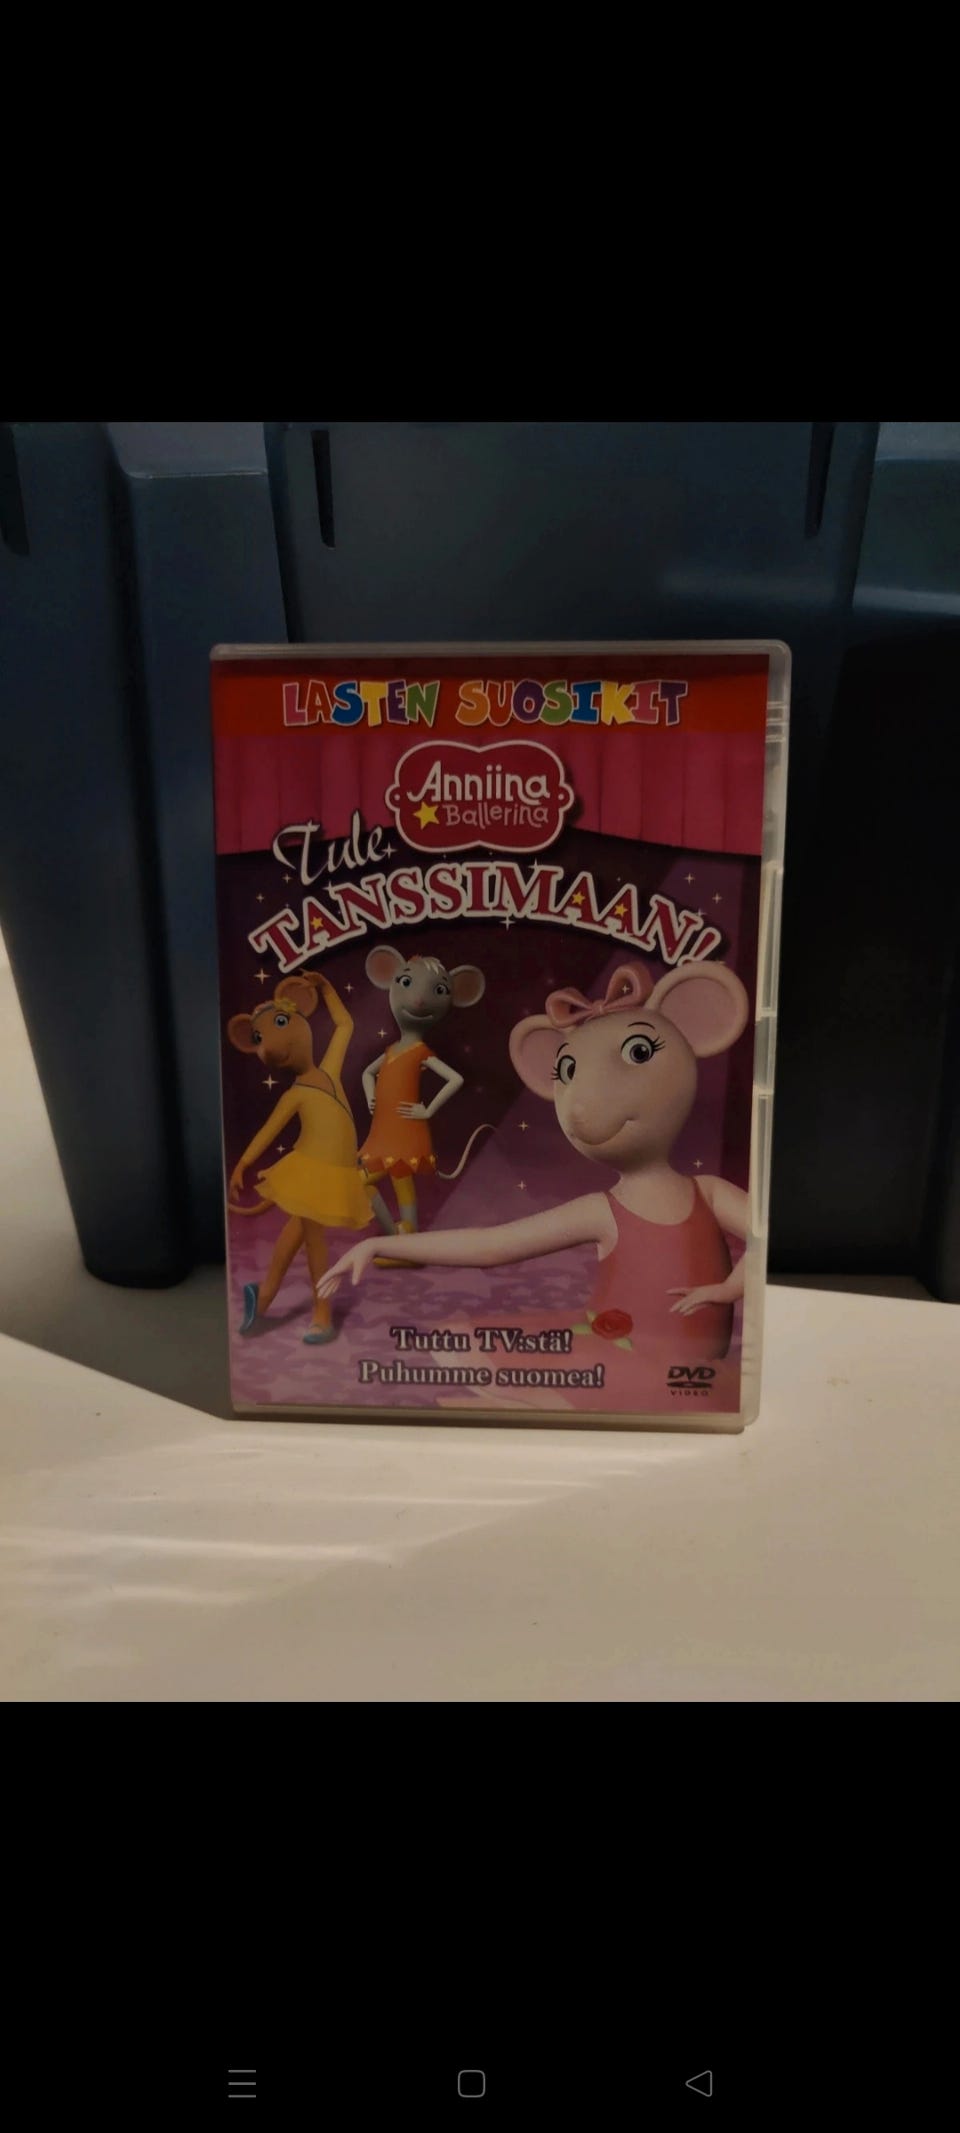 LASTEN SUOSIKIT
Anniina
Ballerina
Tule
TANSSIMAAN!
Tuttu TV:stä!
Puhumme suomea!
DVD
VIDEO